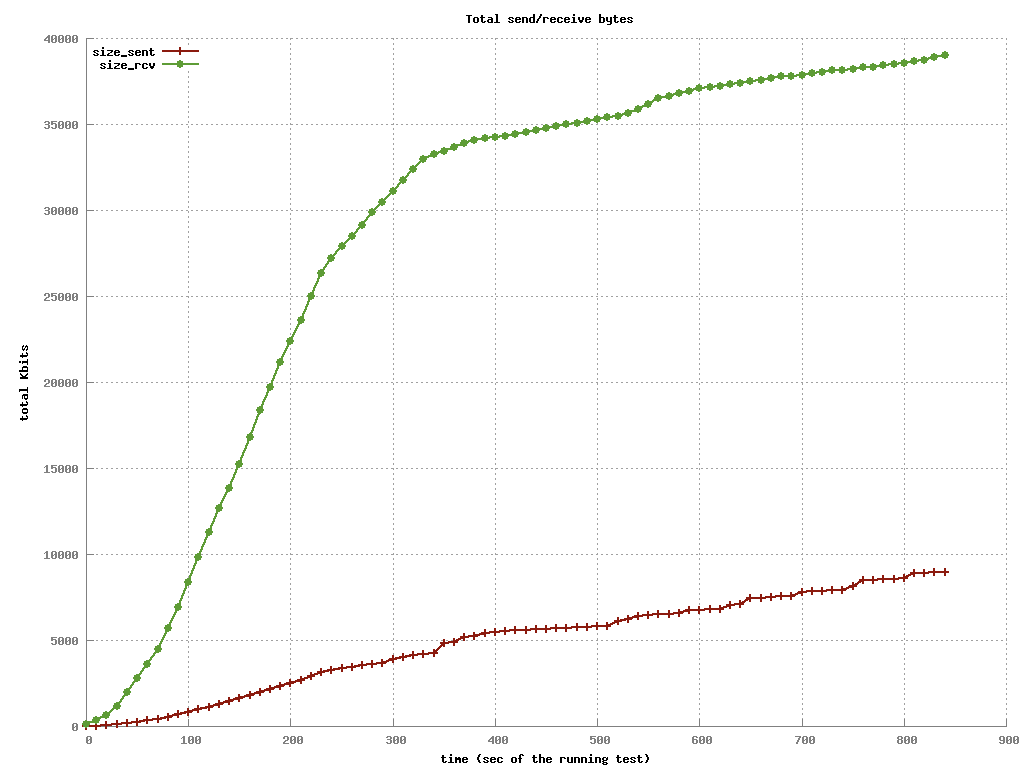 Total send/receive bytes
size_sent
size_rcv
40000
35000
30000
25000
20000
15000
10000
5000
0
total Kbits
0 100 200 300 400 500 600 700 800 900
time (sec of the running test)